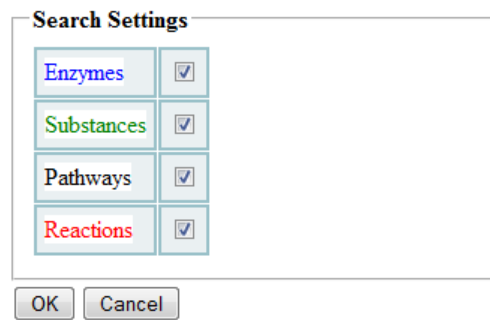 Search Settings
Enzymes
Substances
Pathways
Reactions
OK Cancel